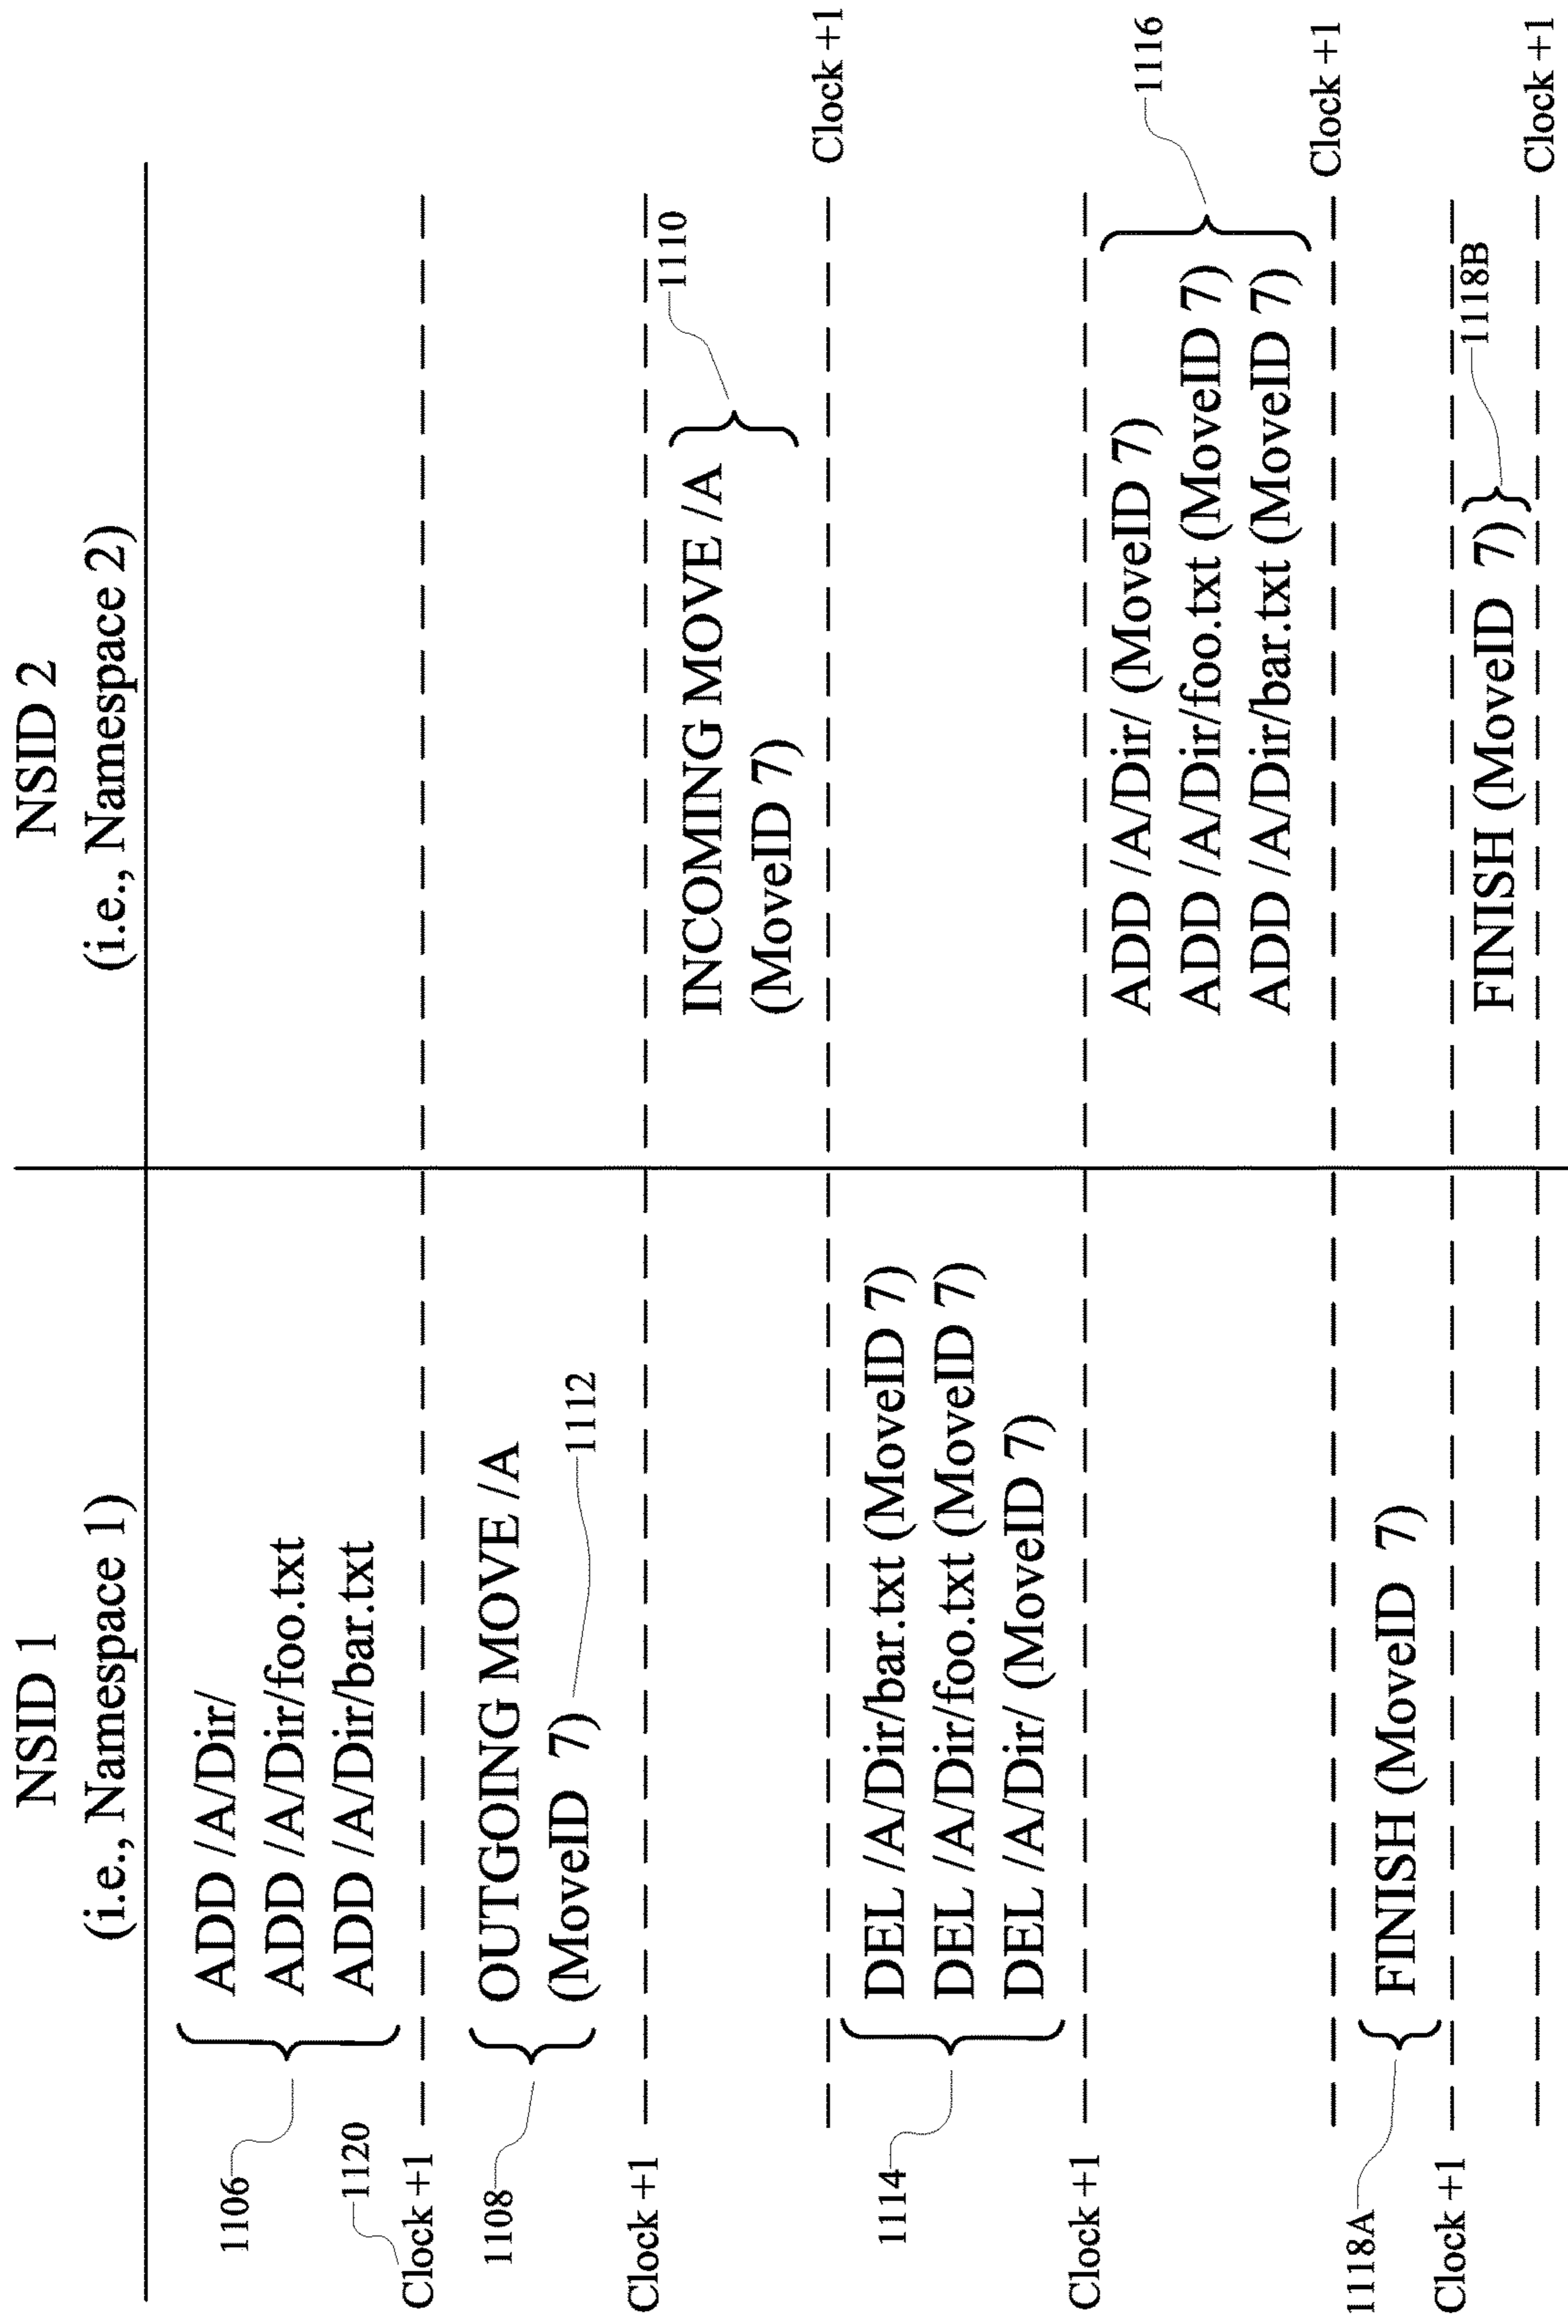 NSID 1
(i.e., Namespace 1)
NSID 2
(i.e., Namespace 2)
1106
ADD /A/Dir/
ADD /A/Dir/foo.txt
ADD /A/Dir/bar.txt
1120
Clock +1
1108
OUTGOING MOVE /A
(MoveID 7)
1112
Clock +1
INCOMING MOVE /A
(MoveID 7)
1110
Clock +1
1114
DEL /A/Dir/bar.txt (MoveID 7)
DEL /A/Dir/foo.txt (MoveID 7)
DEL /A/Dir/ (MoveID 7)
Clock +1
ADD /A/Dir/ (MoveID 7)
ADD /A/Dir/foo.txt (MoveID 7)
ADD /A/Dir/bar.txt (MoveID 7)
1116
Clock +1
1118A
FINISH (MoveID 7)
Clock +1
FINISH (MoveID 7)
1118B
Clock +1